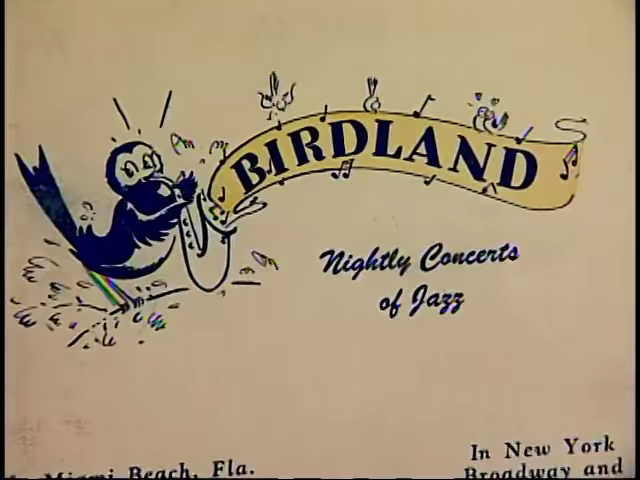 BIRDLAND
Nightly Concerts
of Jazz
In New York
Miami Beach, Fla.
Broadway and